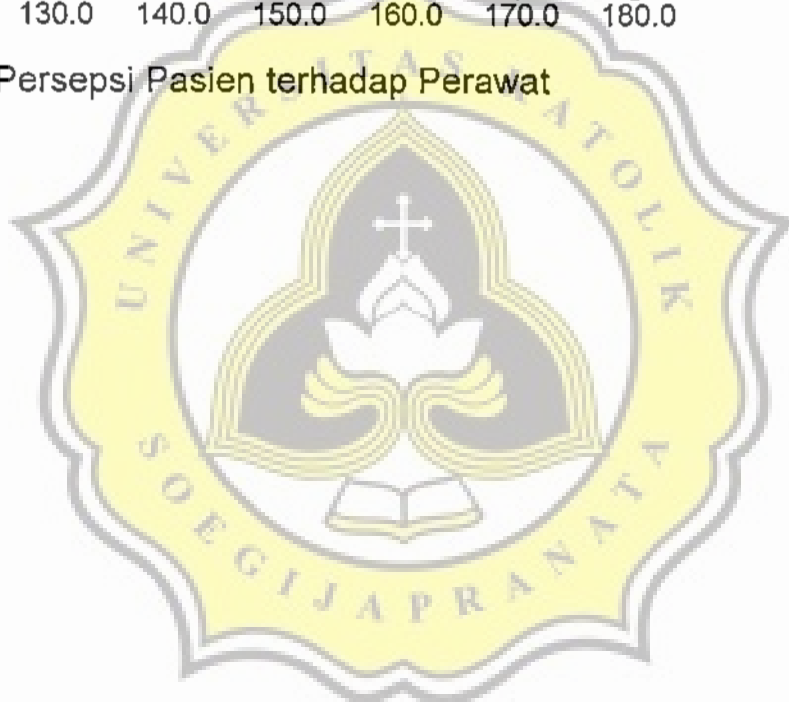 130.0 140.0 150.0 160.0 170.0 180.0
Persepsi Pasien terhadap Perawat
UNIVERSITAS KATOLIK
SOEGIJAPRANATA